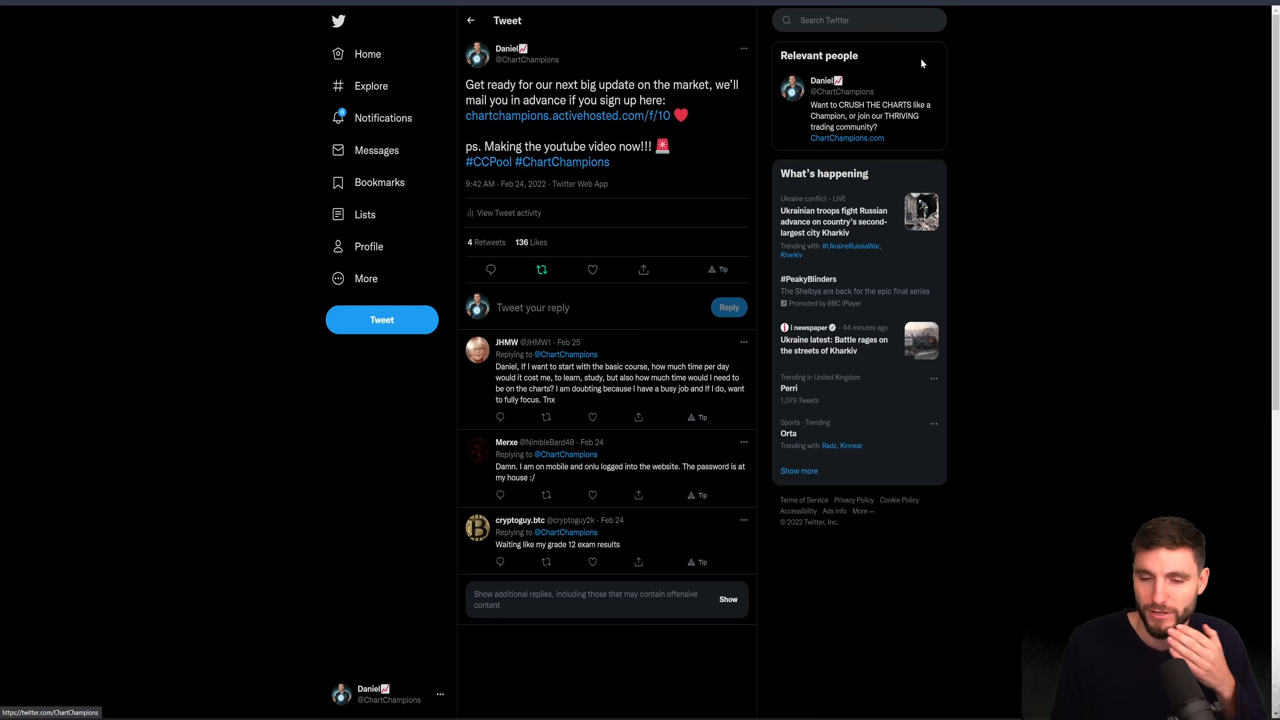 Home
Explore
6
Notifications
Messages
Bookmarks
Lists
Profile
More
Tweet
Daniel
@ChartChampions
https://twitter.com/ChartChampions
Tweet
Daniel
@ChartChampions
Get ready for our next big update on the market, we'll
mail you in advance if you sign up here:
chartchampions.activehosted.com/f/10
ps. Making the youtube video now!!!
#CCPool #ChartChampions
9:42 AM · Feb 24, 2022 · Twitter Web App
View Tweet activity
4 Retweets 136 Likes
Tip
Tweet your reply
Reply
JHMW @JHMW1 · Feb 25
Replying to @ChartChampions
Daniel, If I want to start with the basic course, how much time per day
would it cost me, to learn, study, but also how much time would I need to
be on the charts? I am doubting because I have a busy job and If I do, want
to fully focus. Tnx
Tip
Merxe @NimbleBard48 · Feb 24
Replying to @ChartChampions
Damn. I am on mobile and onlu logged into the website. The password is at
my house :/
Tip
cryptoguy.btc @cryptoguy2k · Feb 24
Replying to @ChartChampions
Waiting like my grade 12 exam results
Tip
Show additional replies, including those that may contain offensive
content
Show
Search Twitter
Relevant people
Daniel
@ChartChampions
Want to CRUSH THE CHARTS like a
Champion, or join our THRIVING
trading community?
ChartChampions.com
What's happening
Ukraine conflict · LIVE
Ukrainian troops fight Russian
advance on country's second-
largest city Kharkiv
Trending with #UkraineRussiaWar,
Kharkiv
#PeakyBlinders
The Shelbys are back for the epic final series
Promoted by BBC iPlayer
i newspaper · 44 minutes ago
Ukraine latest: Battle rages on
the streets of Kharkiv
Trending in United Kingdom
Perri
1,079 Tweets
Sports · Trending
Orta
Trending with Radz, Kinnear
Show more
Terms of Service Privacy Policy Cookie Policy
Accessibility Ads info More ···
© 2022 Twitter, Inc.